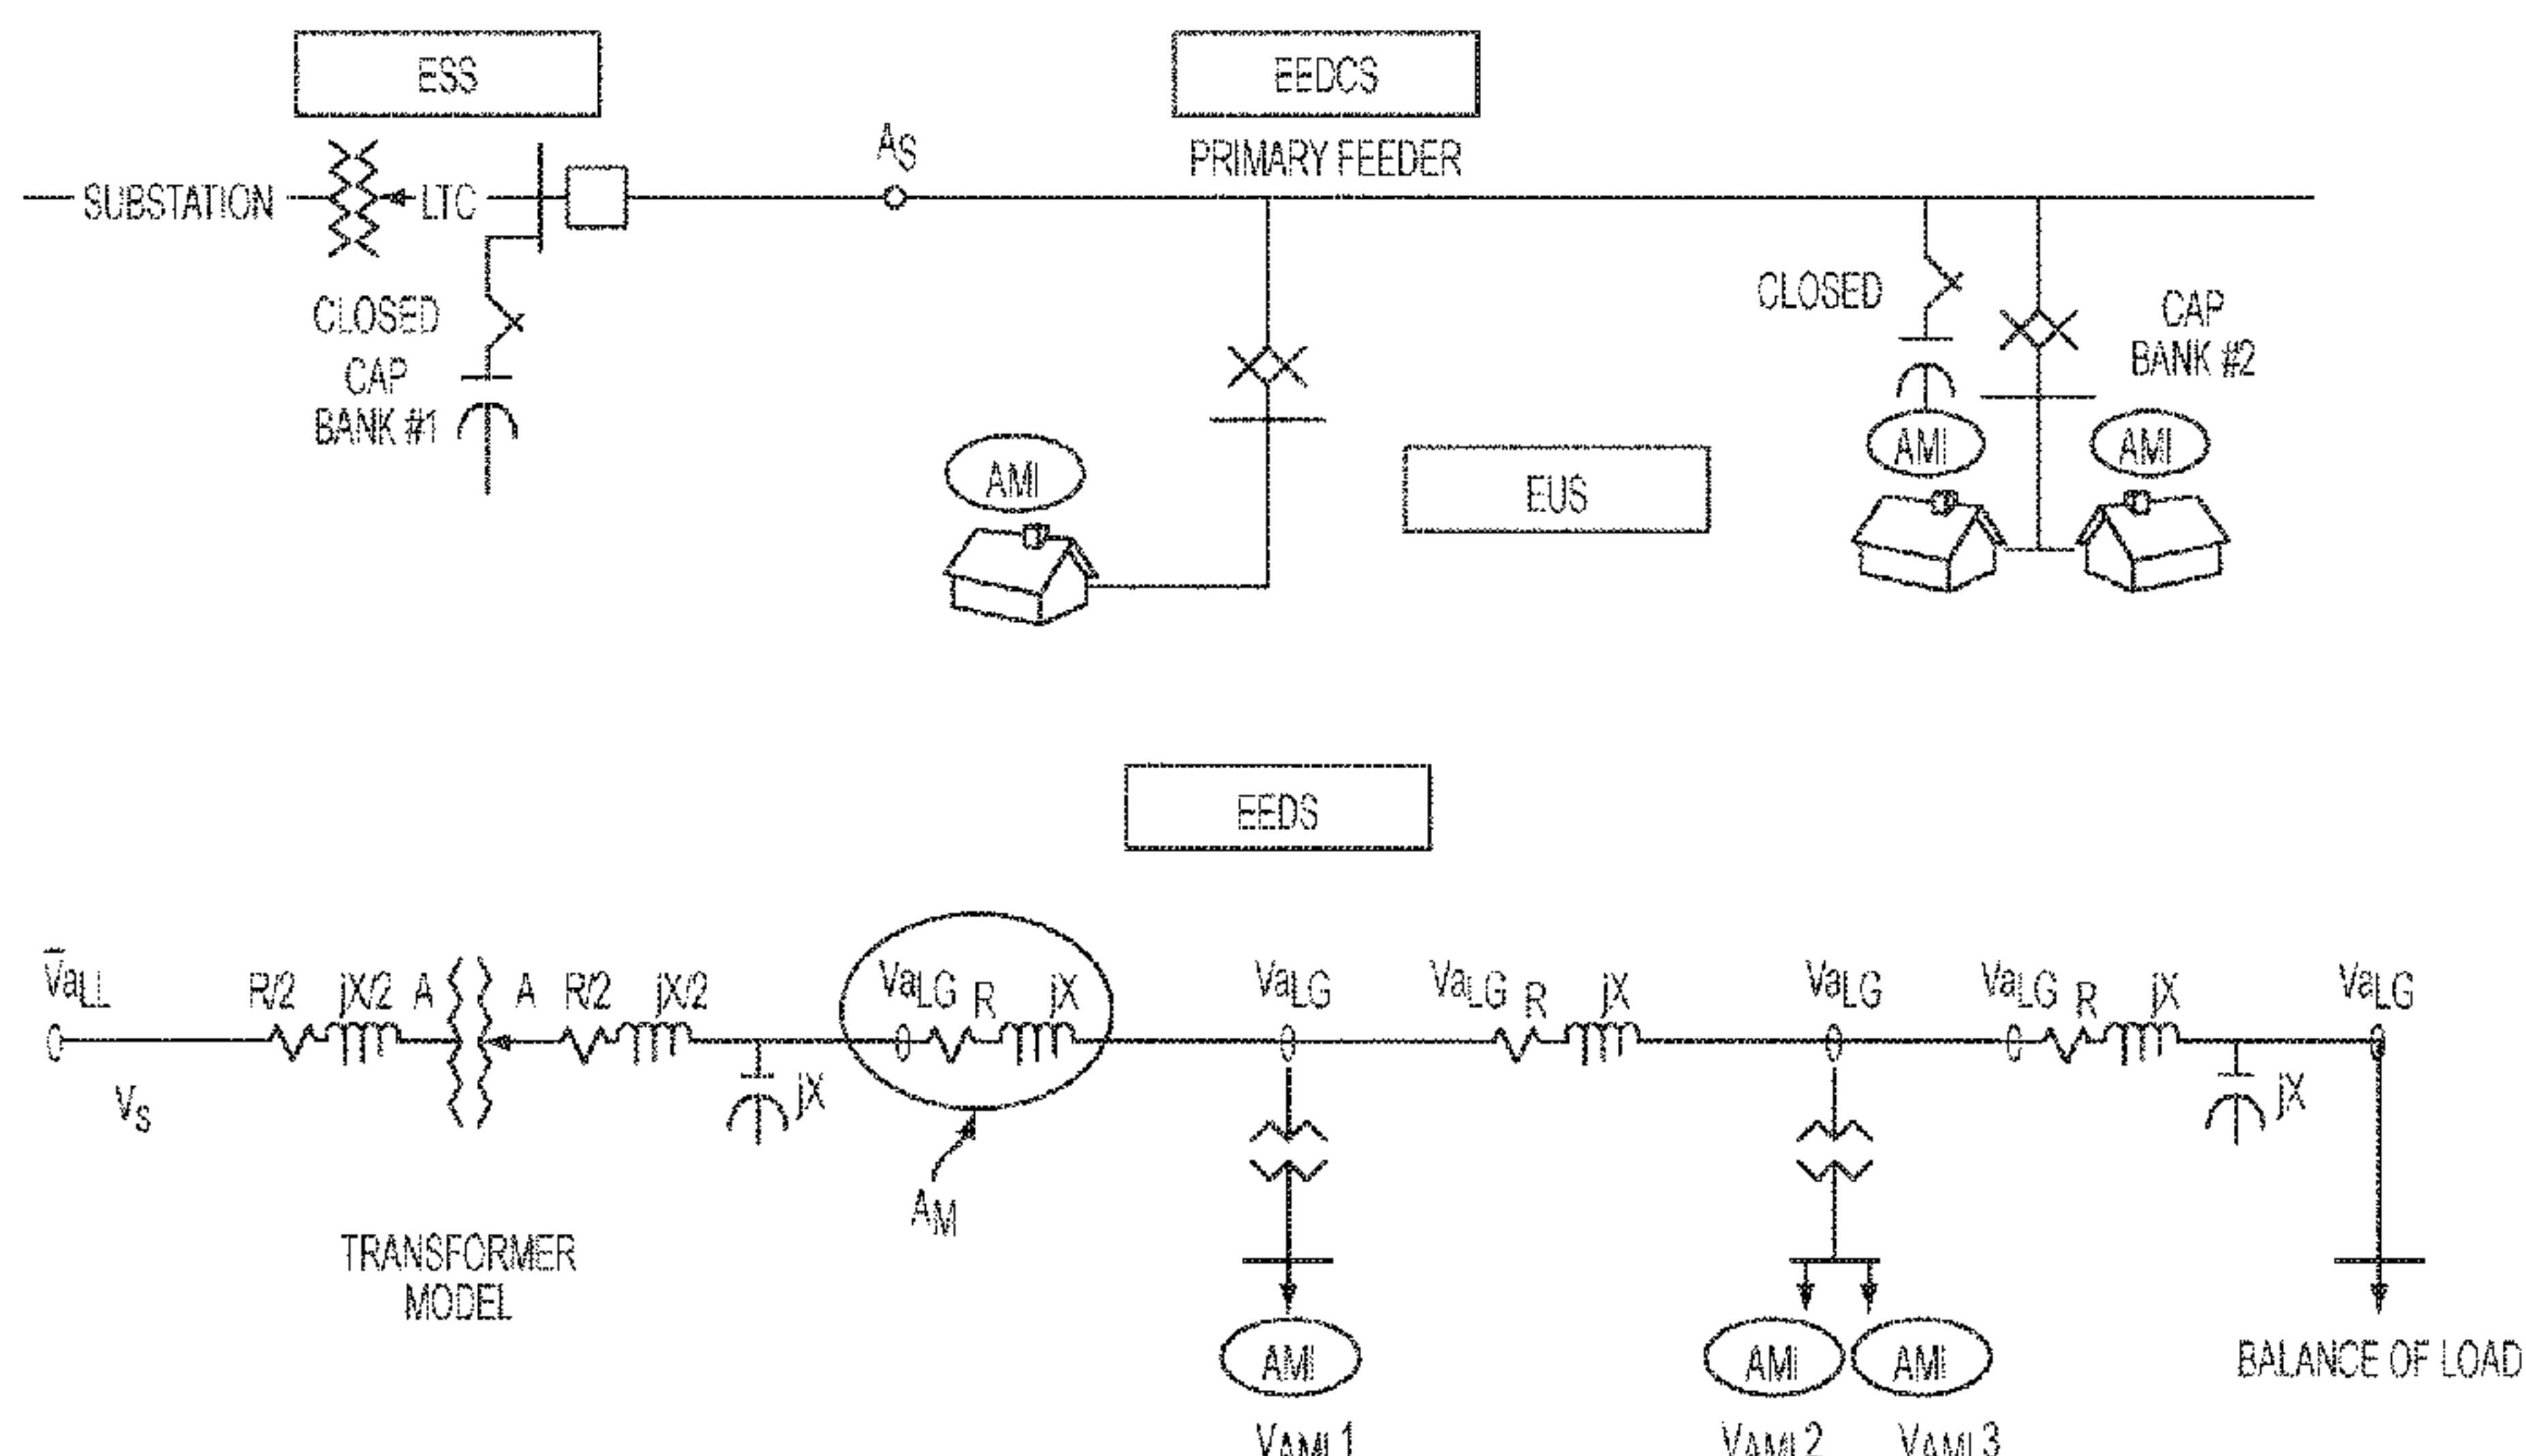 ESS
EEDCS
AS
PRIMARY FEEDER
SUBSTATION
LTC
CLOSED
CAP
BANK #1
CLOSED
CAP
BANK #2
AMI
AMI
AMI
EUS
EEDS
V̅aLL
R/2
jX/2
A
A
R/2
jX/2
VaLG
R
jX
VaLG
VaLG
R
jX
VaLG
VaLG
R
jX
VaLG
VS
jX
jX
AM
TRANSFORMER
MODEL
AMI
AMI
AMI
BALANCE OF LOAD
VAMI 1
VAMI 2
VAMI 3